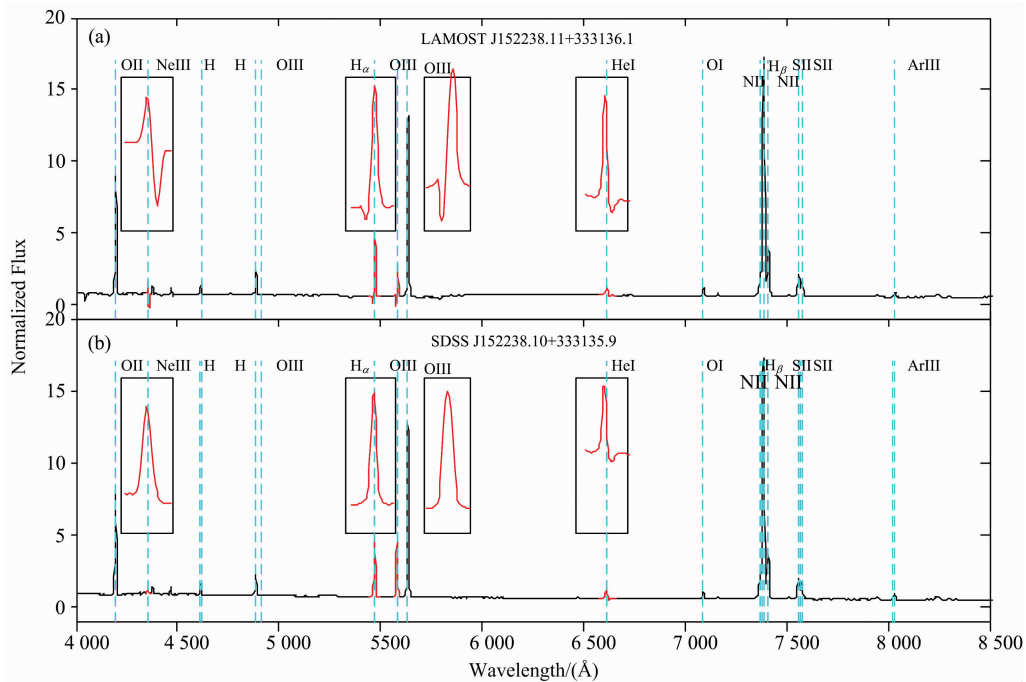 20
(a)
LAMOST J152238.11+333136.1
OII NeIII H H OIII Hα OIII OIII HeI OI Hβ SII SII ArIII
NII NII
15
10
5
0
20
(b)
SDSS J152238.10+333135.9
OII NeIII H H OIII Hα OIII OIII HeI OI Hβ SII SII ArIII
NII NII
15
10
5
0
Normalized Flux
4 000 4 500 5 000 5 500 6 000 6 500 7 000 7 500 8 000 8 500
Wavelength/(Å)